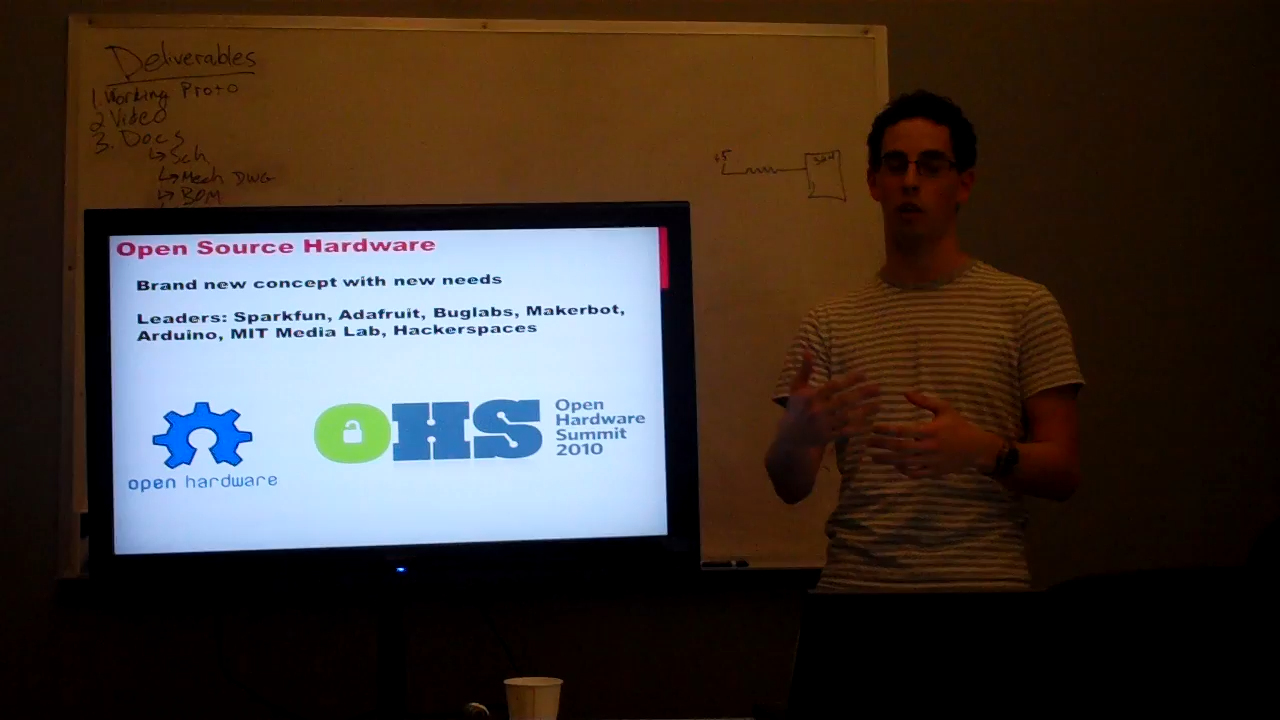 Deliverables
1. Working Proto
2 Video
3. Docs
↳ Sch
↳ Mech DWG
↳ BOM
+5
Open Source Hardware
Brand new concept with new needs
Leaders: Sparkfun, Adafruit, Buglabs, Makerbot,
Arduino, MIT Media Lab, Hackerspaces
open hardware
OHS
Open
Hardware
Summit
2010